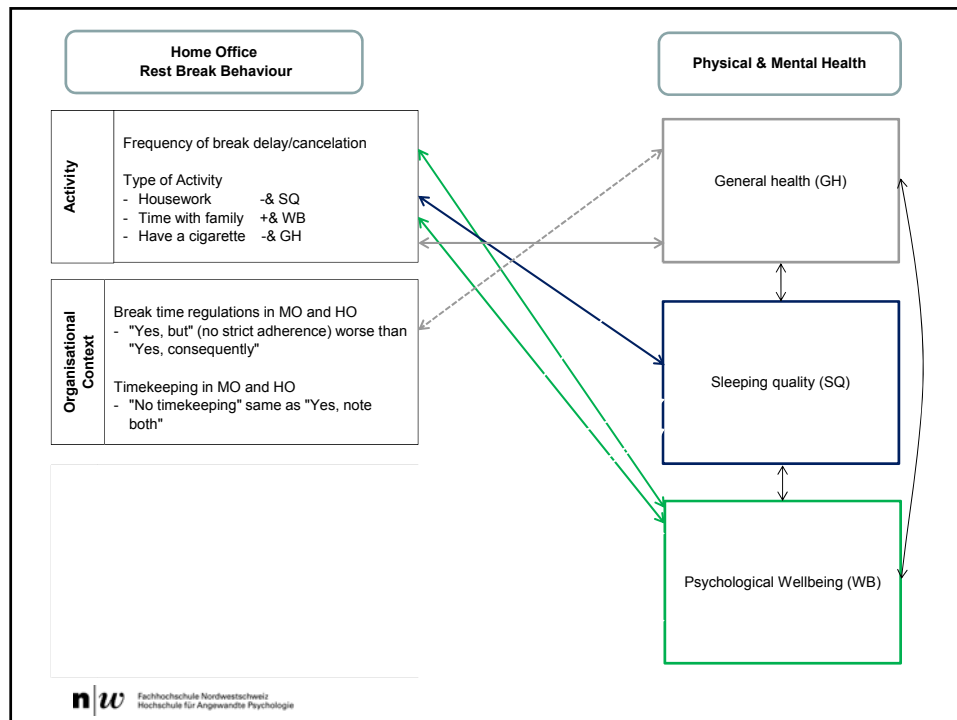 Home Office
Rest Break Behaviour
Physical & Mental Health
Activity
Frequency of break delay/cancelation
Type of Activity
- Housework -& SQ
- Time with family +& WB
- Have a cigarette -& GH
Organisational
Context
Break time regulations in MO and HO
- "Yes, but" (no strict adherence) worse than
"Yes, consequently"
Timekeeping in MO and HO
- "No timekeeping" same as "Yes, note
both"
General health (GH)
Sleeping quality (SQ)
Psychological Wellbeing (WB)
n|w Fachhochschule Nordwestschweiz
Hochschule für Angewandte Psychologie